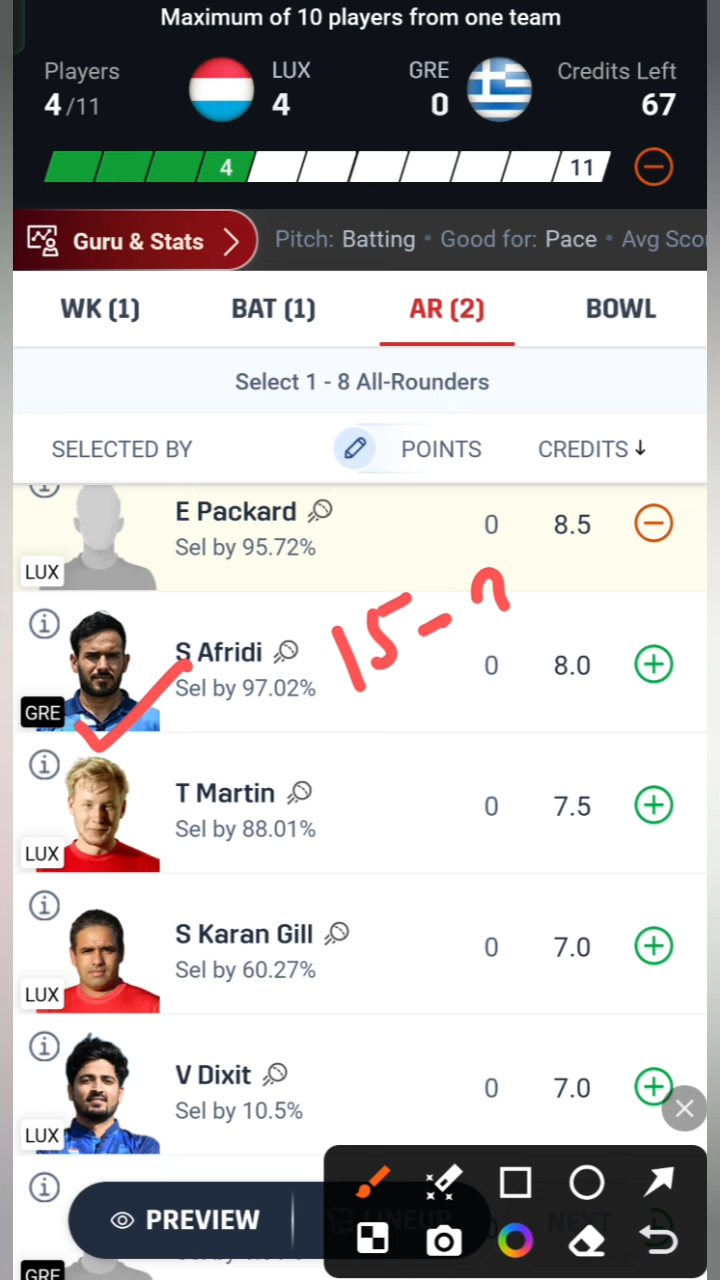 Maximum of 10 players from one team
Players LUX GRE Credits Left
4/11 4 0 67
4 11
Guru & Stats Pitch: Batting • Good for: Pace • Avg Sco
WK (1) BAT (1) AR (2) BOWL
Select 1 - 8 All-Rounders
SELECTED BY POINTS CREDITS ↓
E Packard 0 8.5
Sel by 95.72%
LUX
15-2
S Afridi 0 8.0
Sel by 97.02%
GRE
T Martin 0 7.5
Sel by 88.01%
LUX
S Karan Gill 0 7.0
Sel by 60.27%
LUX
V Dixit 0 7.0
Sel by 10.5%
LUX
PREVIEW LINEUP 0 NEXT
GRE